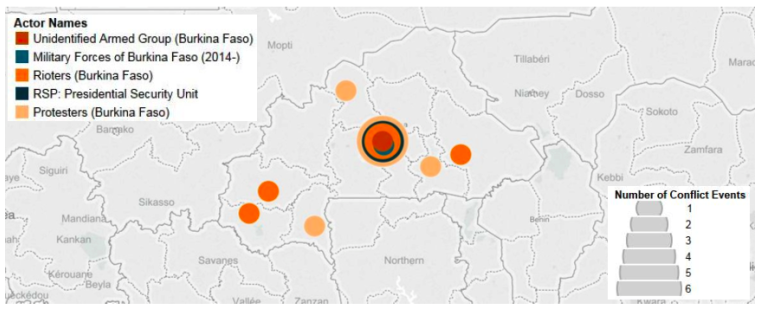 Actor Names
Unidentified Armed Group (Burkina Faso)
Military Forces of Burkina Faso (2014-)
Rioters (Burkina Faso)
RSP: Presidential Security Unit
Protesters (Burkina Faso)
Mopti
Tillabéri
Niamey
Dosso
Sokoto
Zamfara
Kebbi
Bamako
Siguiri
Sikasso
Mandiana
Kankan
Kérouane
Beyla
Savanes
Vallée
Zanzan
Northern
Benin
Kwara
Number of Conflict Events
1
2
3
4
5
6